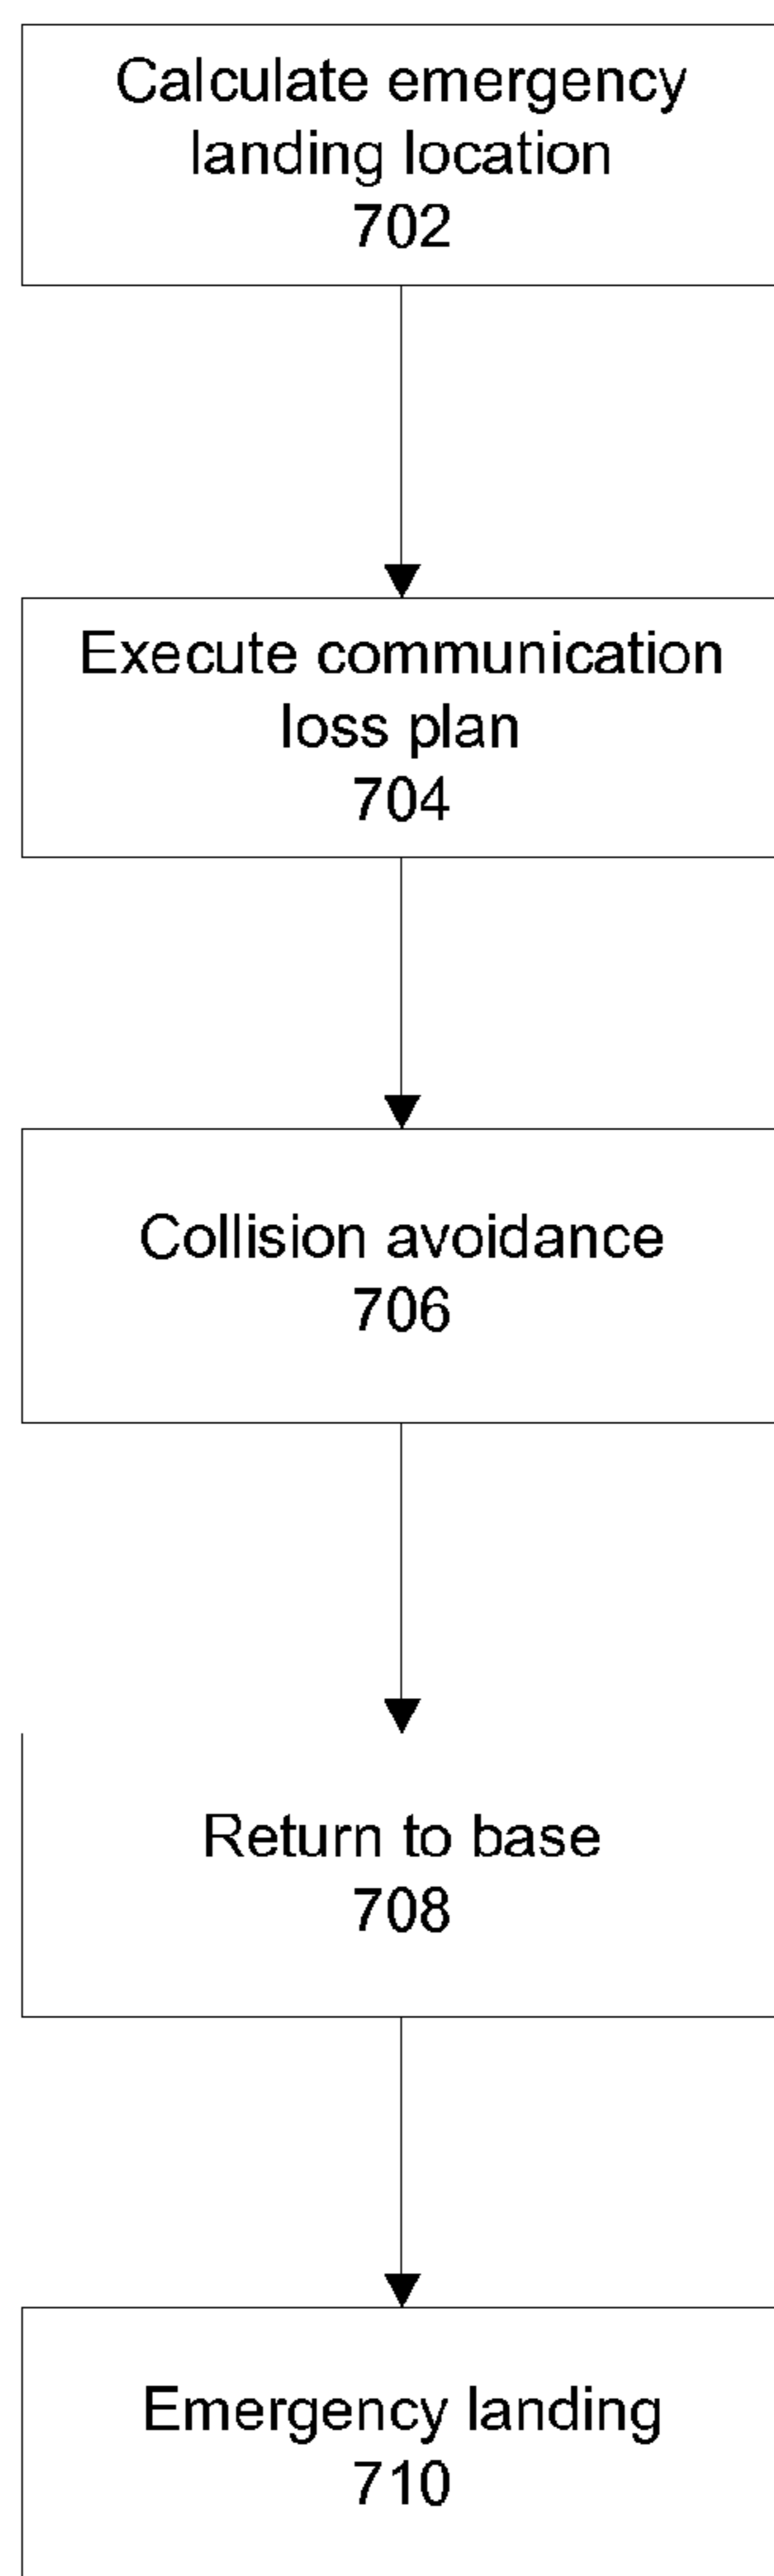 Calculate emergency
landing location
702
Execute communication
loss plan
704
Collision avoidance
706
Return to base
708
Emergency landing
710